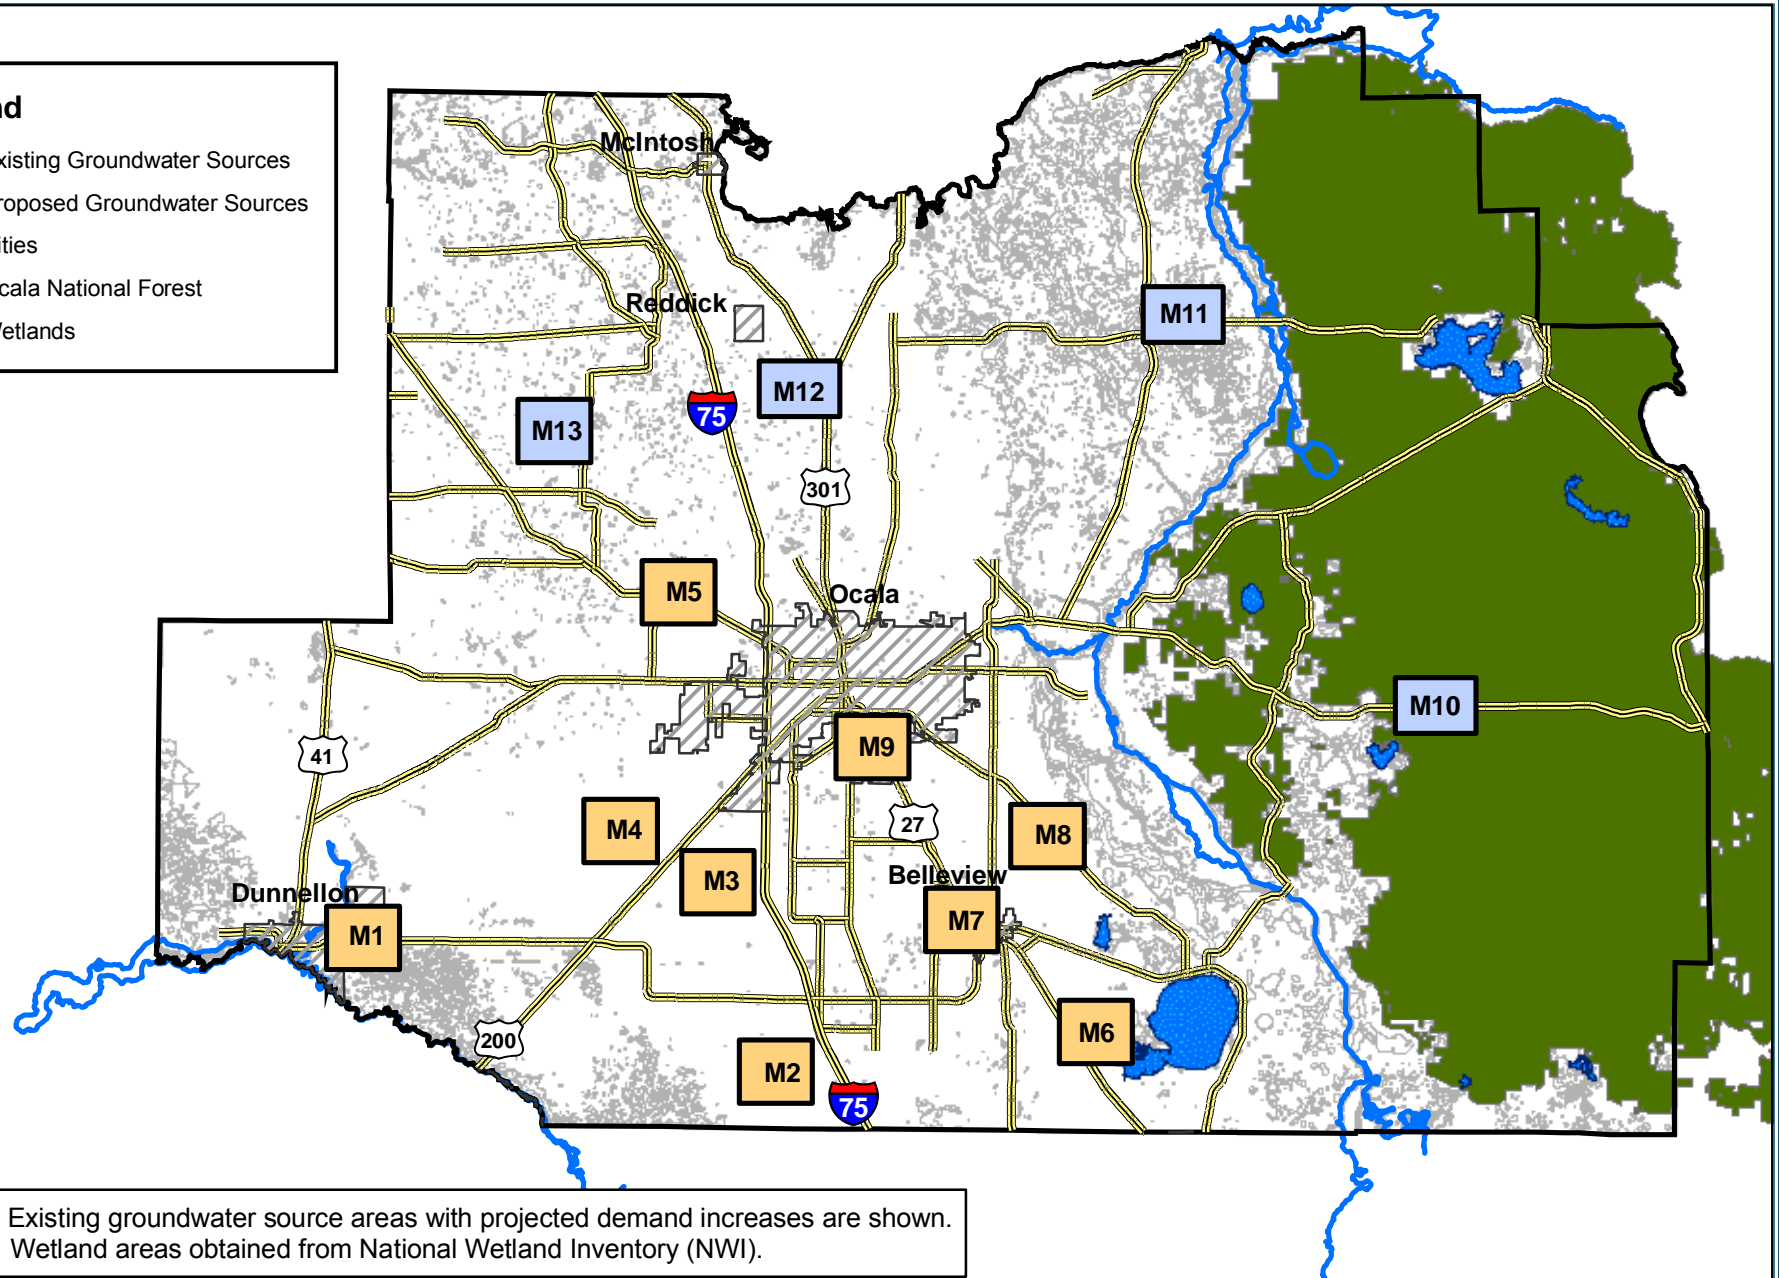 nd
xisting Groundwater Sources
roposed Groundwater Sources
ities
cala National Forest
etlands
McIntosh
Reddick
M11
M12
M13
75
301
M5
Ocala
M10
41
M9
M4
27
M8
M3
Belleview
Dunnellon
M7
M1
M6
200
M2
75
Existing groundwater source areas with projected demand increases are shown.
Wetland areas obtained from National Wetland Inventory (NWI).